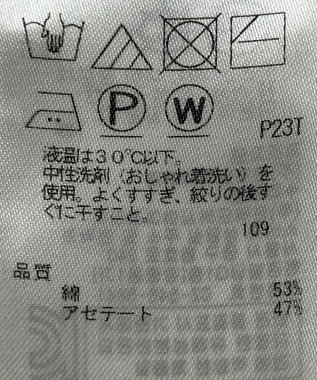 P W
P23T
液温は30℃以下。
中性洗剤（おしゃれ着洗い）を
使用。よくすすぎ、絞りの後す
ぐに干すこと。
109
品質
綿 53%
アセテート 47%